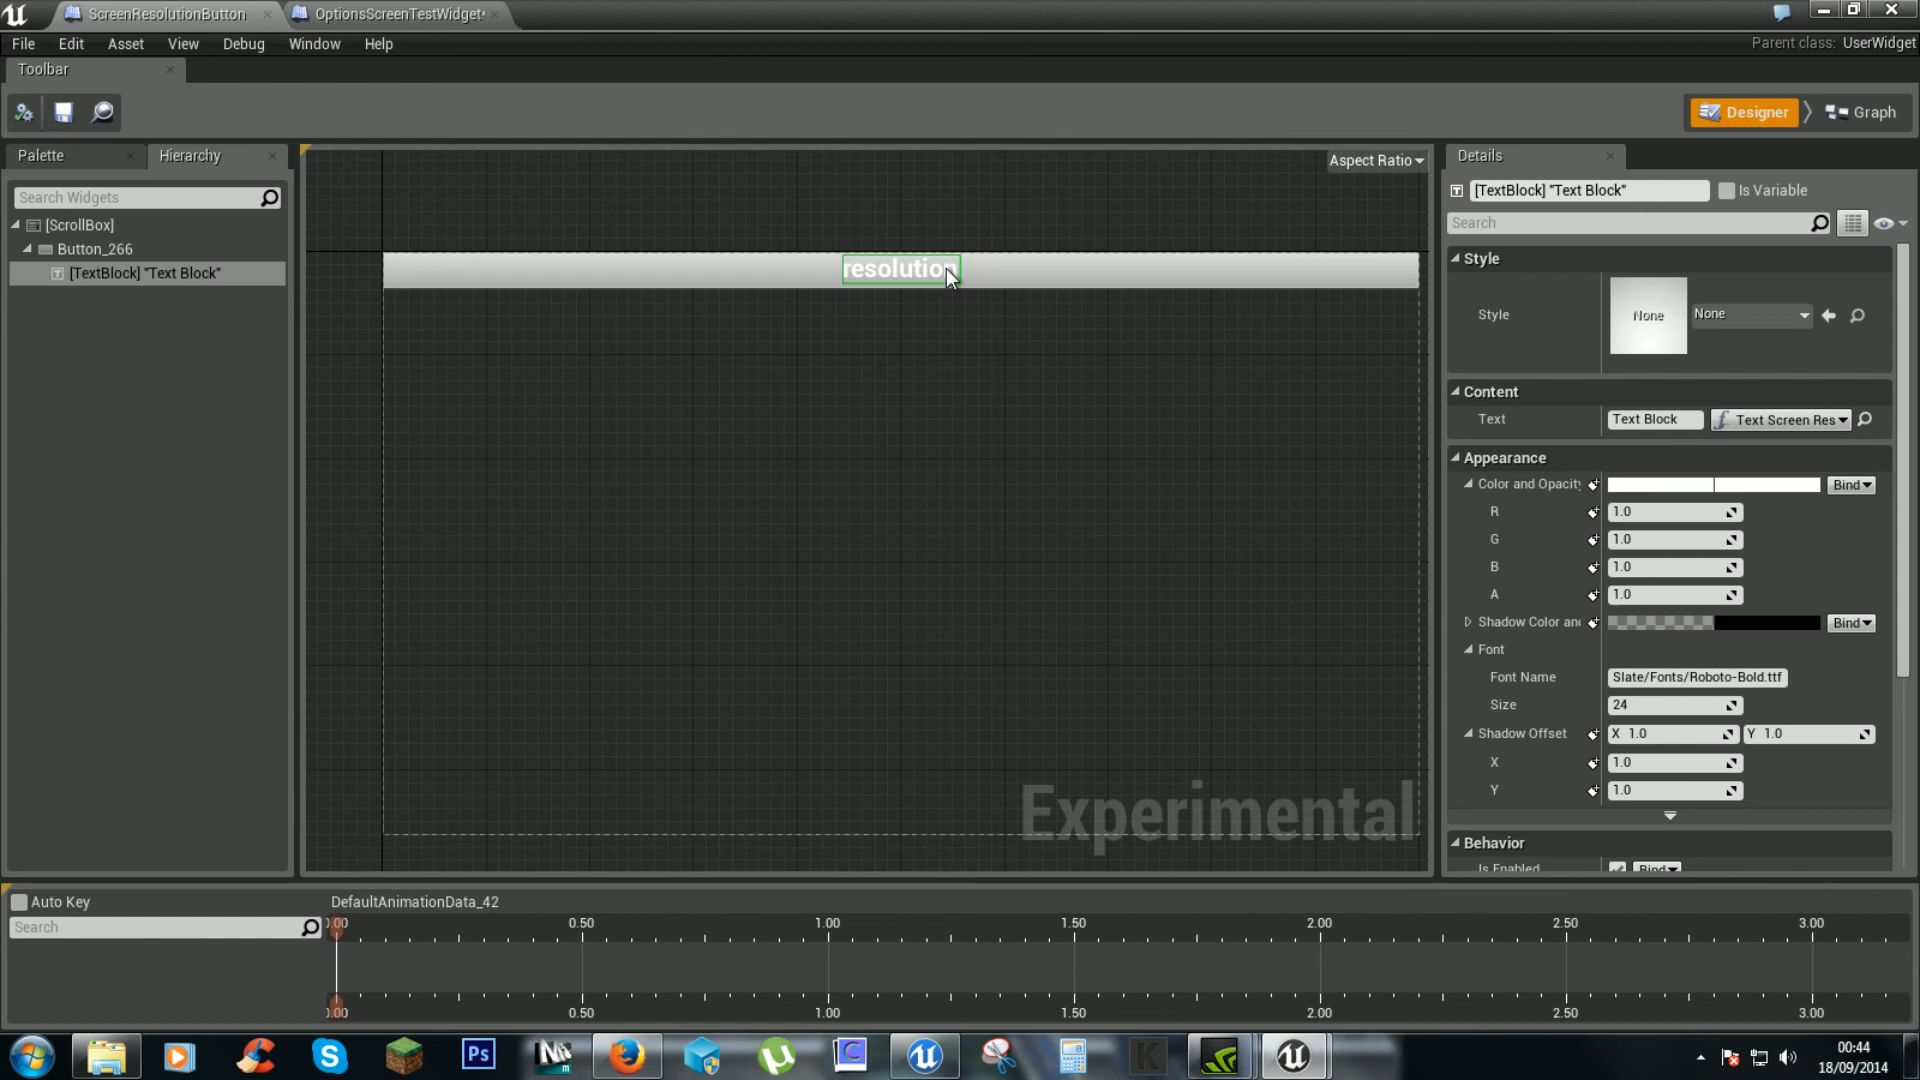 ScreenResolutionButton
OptionsScreenTestWidget*
File Edit Asset View Debug Window Help
Parent class: UserWidget
Toolbar
Designer
Graph
Palette
Hierarchy
Search Widgets
[ScrollBox]
Button_266
[TextBlock] "Text Block"
Aspect Ratio
resolution
Experimental
Details
[TextBlock] "Text Block"
Is Variable
Search
Style
Style
None
None
Content
Text
Text Block
f Text Screen Res
Appearance
Color and Opacity
Bind
R 1.0
G 1.0
B 1.0
A 1.0
Shadow Color an
Bind
Font
Font Name Slate/Fonts/Roboto-Bold.ttf
Size 24
Shadow Offset X 1.0 Y 1.0
X 1.0
Y 1.0
Behavior
Is Enabled Bind
Auto Key
Search
DefaultAnimationData_42
0.00 0.50 1.00 1.50 2.00 2.50 3.00
0.00 0.50 1.00 1.50 2.00 2.50 3.00
Ps
K
00:44
18/09/2014